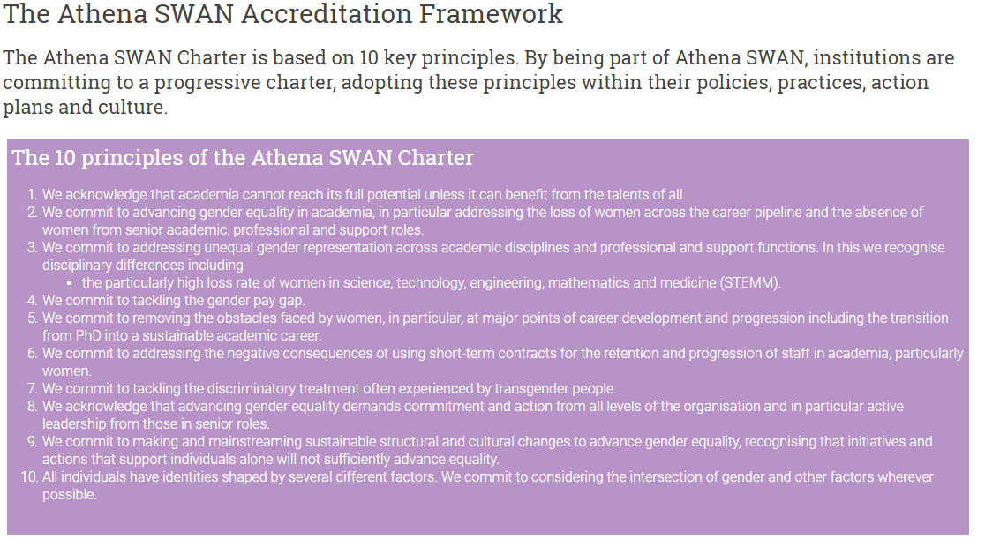 The Athena SWAN Accreditation Framework
The Athena SWAN Charter is based on 10 key principles. By being part of Athena SWAN, institutions are
committing to a progressive charter, adopting these principles within their policies, practices, action
plans and culture.
The 10 principles of the Athena SWAN Charter
1. We acknowledge that academia cannot reach its full potential unless it can benefit from the talents of all.
2. We commit to advancing gender equality in academia, in particular addressing the loss of women across the career pipeline and the absence of
women from senior academic, professional and support roles.
3. We commit to addressing unequal gender representation across academic disciplines and professional and support functions. In this we recognise
disciplinary differences including
▪ the particularly high loss rate of women in science, technology, engineering, mathematics and medicine (STEMM).
4. We commit to tackling the gender pay gap.
5. We commit to removing the obstacles faced by women, in particular, at major points of career development and progression including the transition
from PhD into a sustainable academic career.
6. We commit to addressing the negative consequences of using short-term contracts for the retention and progression of staff in academia, particularly
women.
7. We commit to tackling the discriminatory treatment often experienced by transgender people.
8. We acknowledge that advancing gender equality demands commitment and action from all levels of the organisation and in particular active
leadership from those in senior roles.
9. We commit to making and mainstreaming sustainable structural and cultural changes to advance gender equality, recognising that initiatives and
actions that support individuals alone will not sufficiently advance equality.
10. All individuals have identities shaped by several different factors. We commit to considering the intersection of gender and other factors wherever
possible.